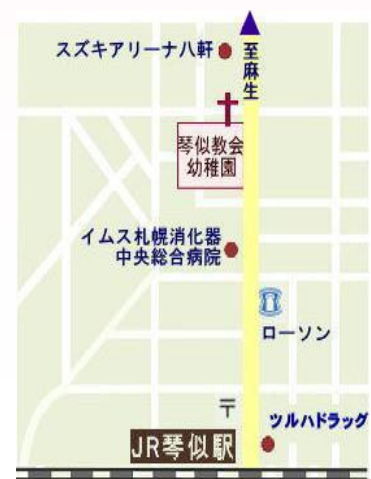 スズキアリーナ八軒
至麻生
琴似教会
幼稚園
イムス札幌消化器
中央総合病院
ローソン
〒
ツルハドラッグ
JR琴似駅